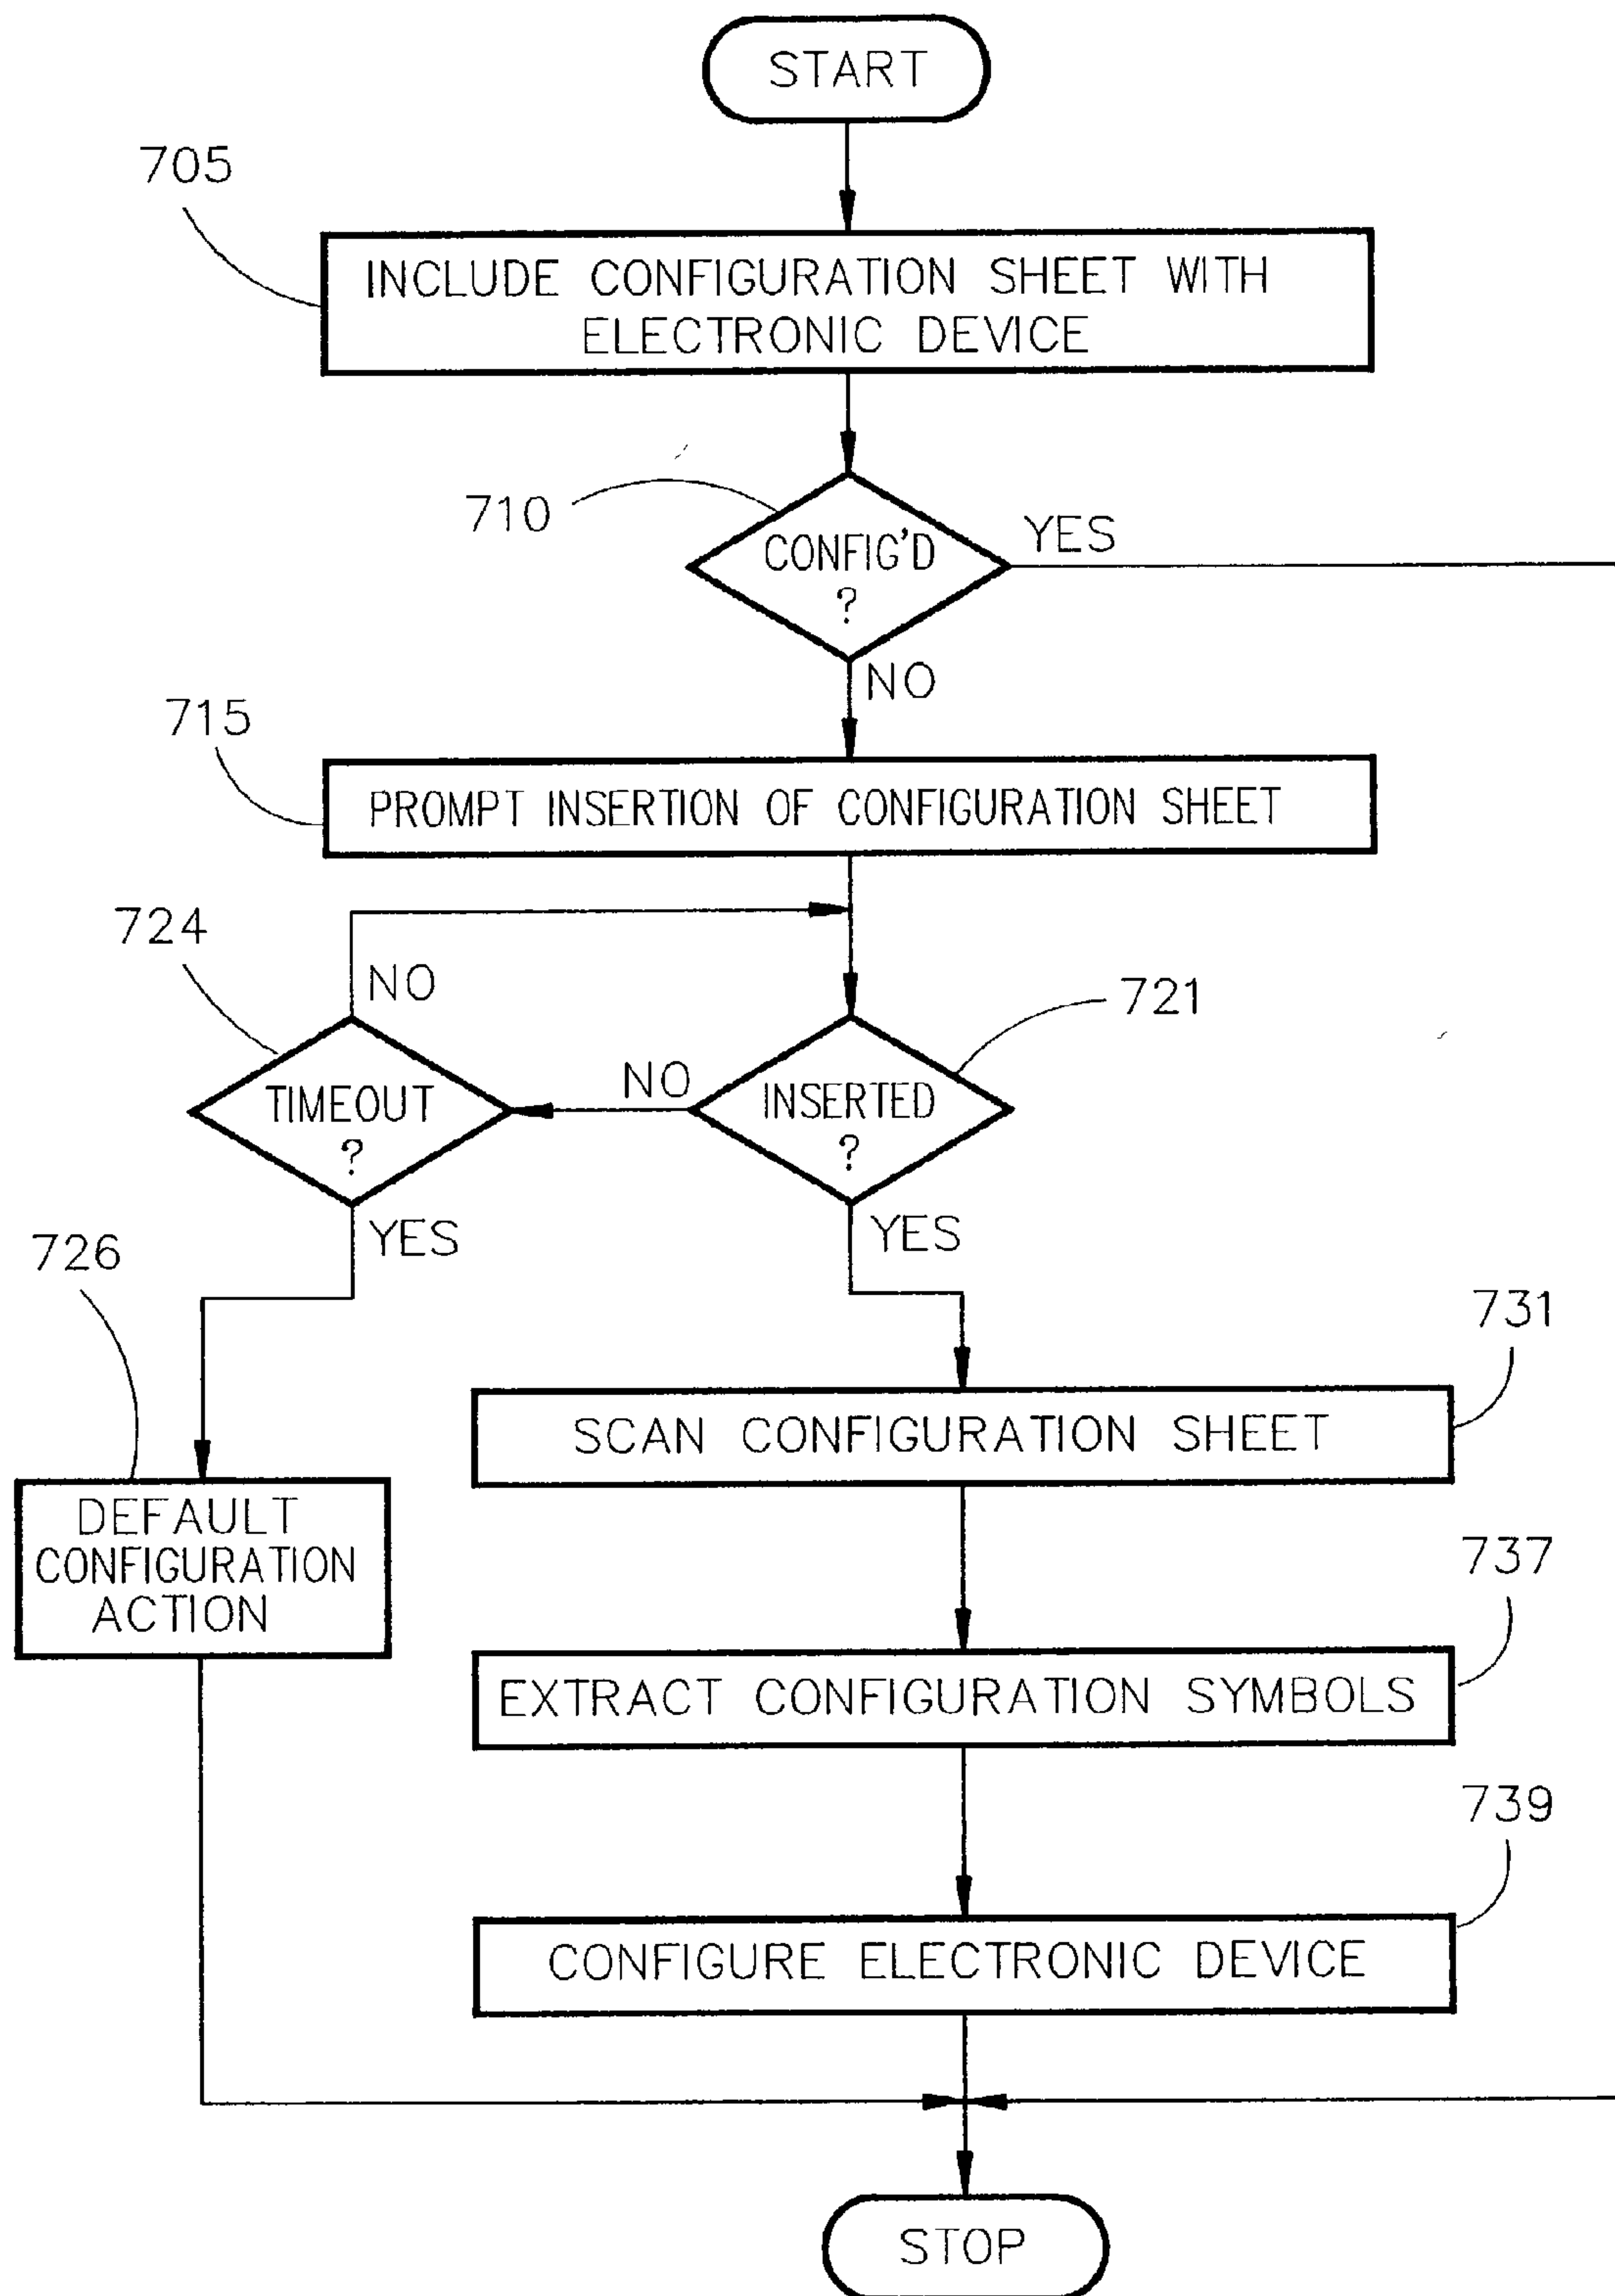 START
705
INCLUDE CONFIGURATION SHEET WITH
ELECTRONIC DEVICE
710
CONFIG'D
?
YES
NO
715
PROMPT INSERTION OF CONFIGURATION SHEET
724
NO
721
TIMEOUT
?
NO
INSERTED
?
YES
YES
726
731
SCAN CONFIGURATION SHEET
DEFAULT
CONFIGURATION
ACTION
737
EXTRACT CONFIGURATION SYMBOLS
739
CONFIGURE ELECTRONIC DEVICE
STOP